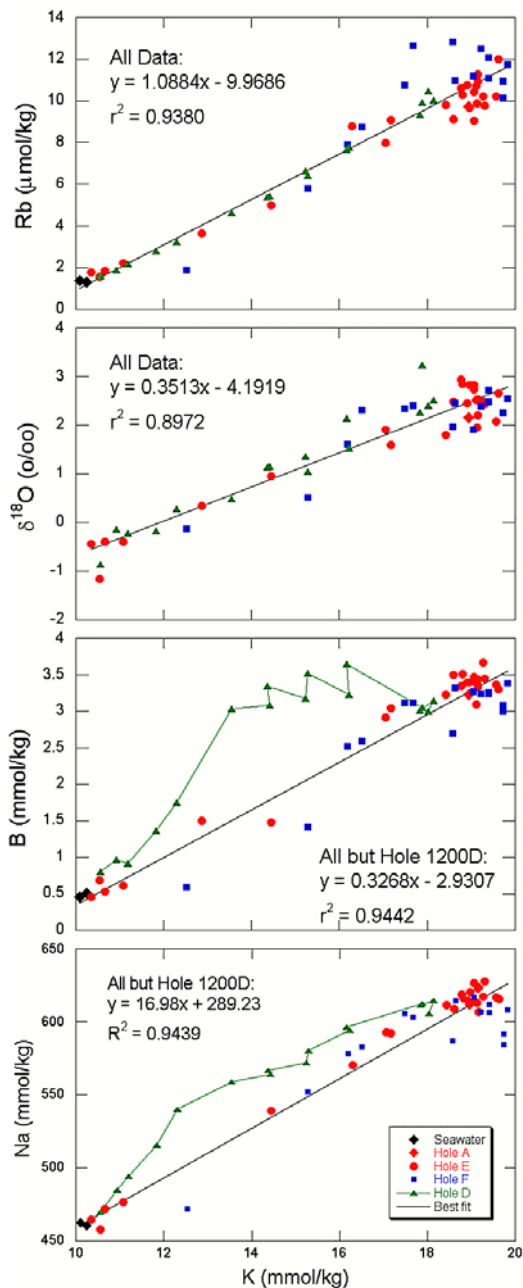 14
12
10
8
6
4
2
0
Rb (µmol/kg)
All Data:
y = 1.0884x - 9.9686
r² = 0.9380
4
3
2
1
0
-1
-2
δ¹⁸O (o/oo)
All Data:
y = 0.3513x - 4.1919
r² = 0.8972
4
3.5
3
2.5
2
1.5
1
0.5
0
B (mmol/kg)
All but Hole 1200D:
y = 0.3268x - 2.9307
r² = 0.9442
650
600
550
500
450
Na (mmol/kg)
All but Hole 1200D:
y = 16.98x + 289.23
R² = 0.9439
Seawater
Hole A
Hole E
Hole F
Hole D
Best fit
10 12 14 16 18 20
K (mmol/kg)